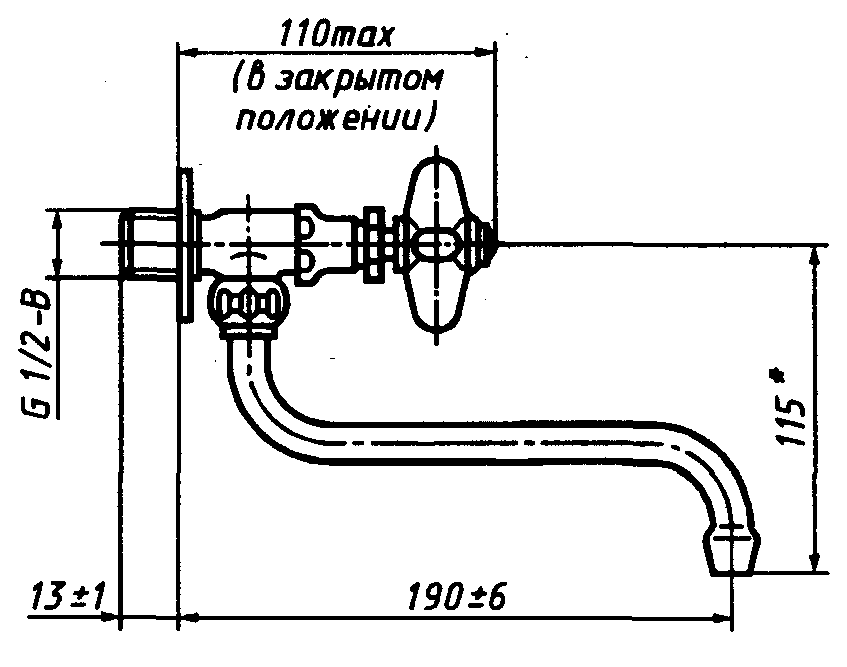 110max
(в закрытом
положении)
G 1/2-B
115*
13±1
190±6